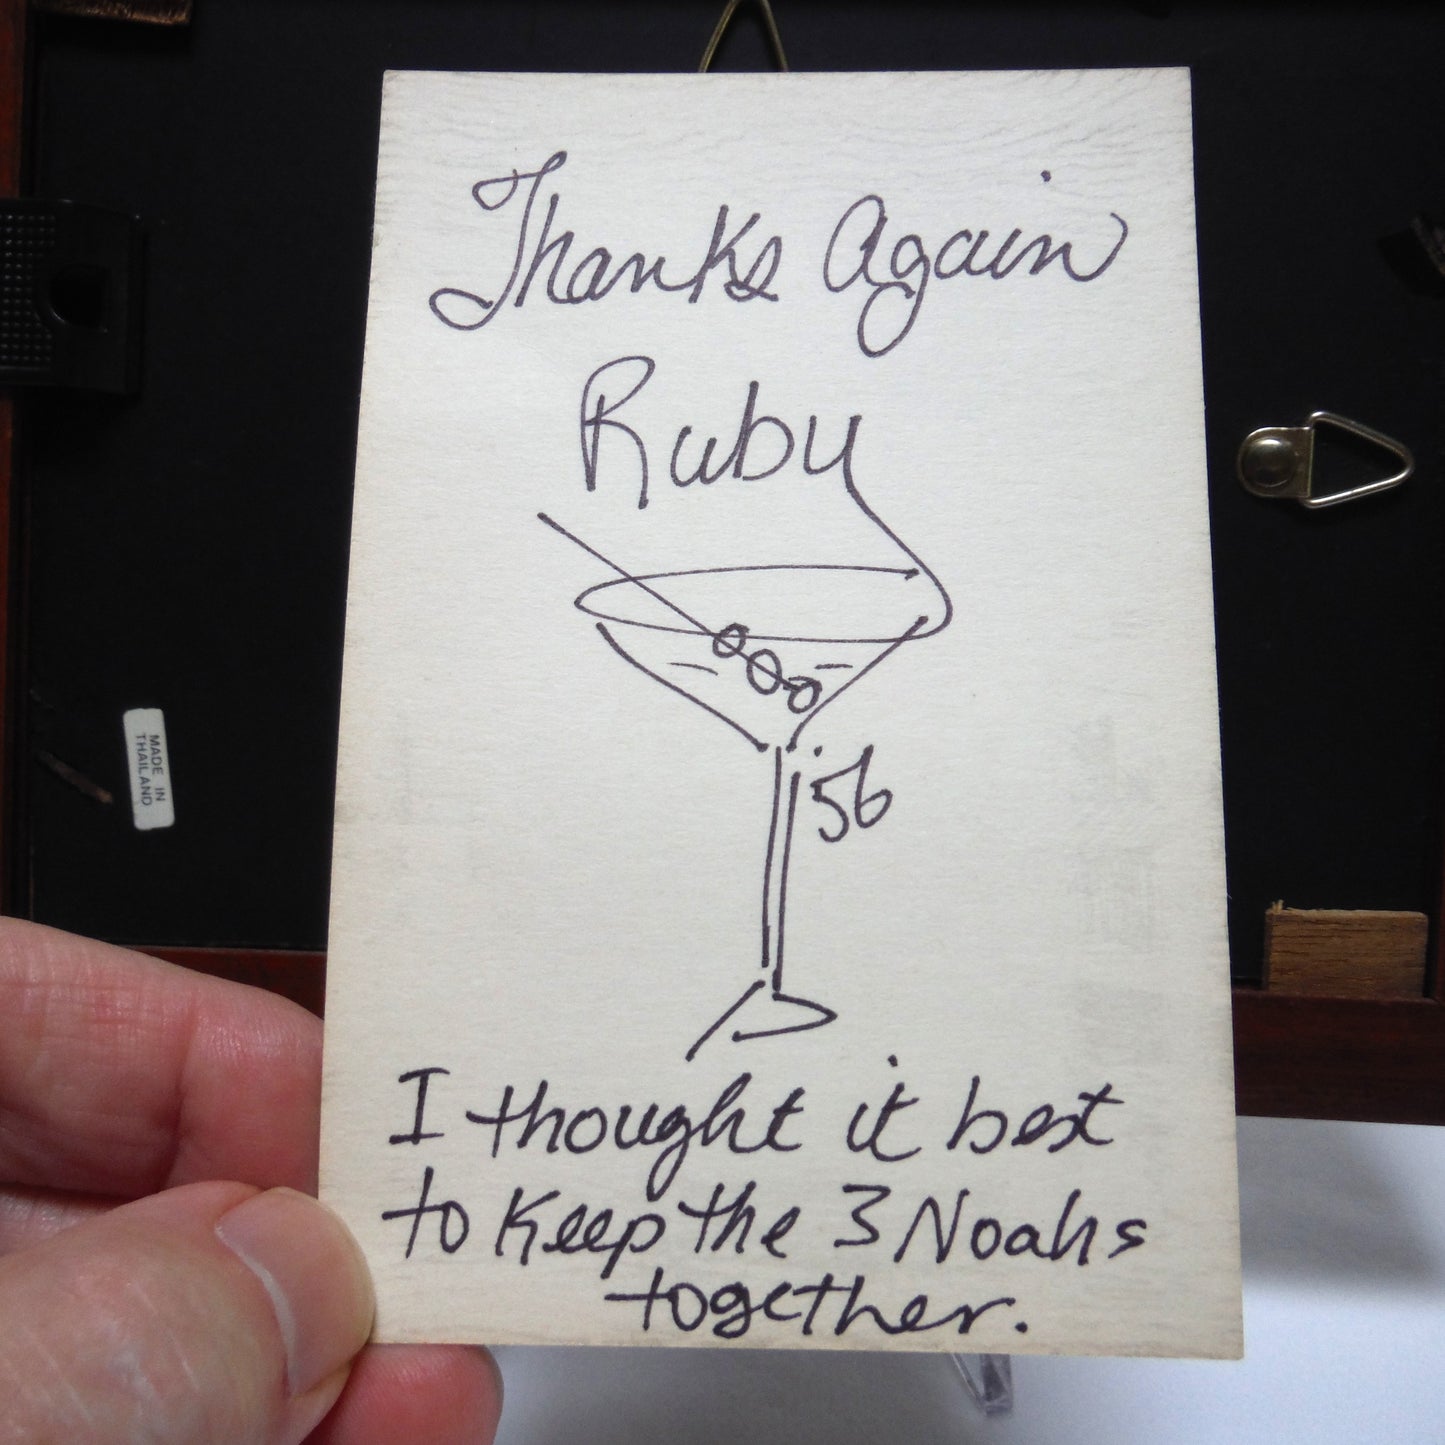 Thanks Again
Ruby
'56
I thought it best
to Keep the 3 Noahs
together.
MADE IN
THAILAND